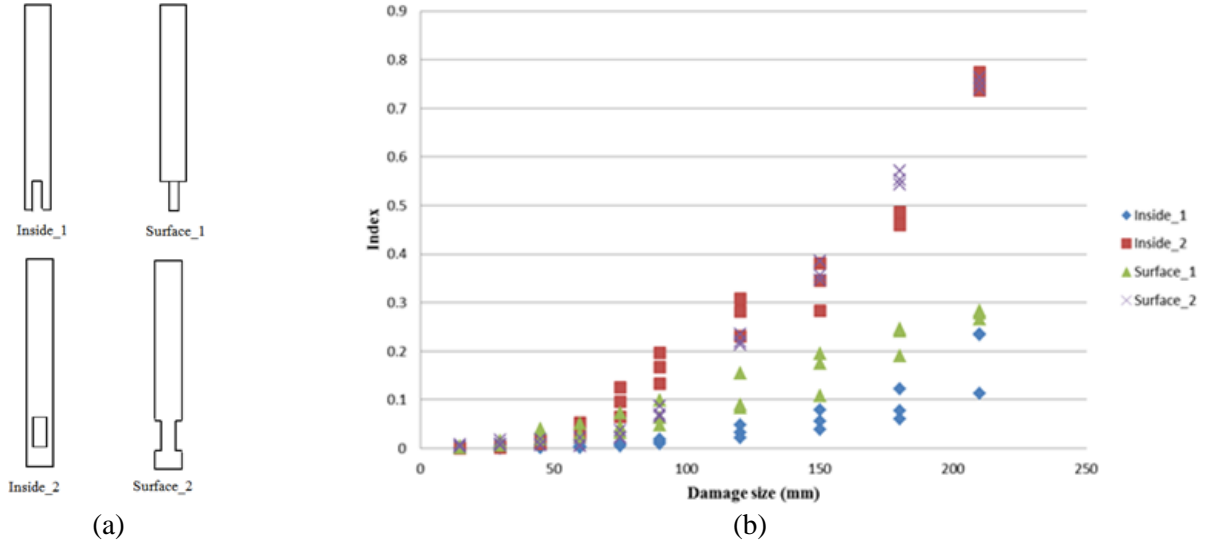 Inside_1 Surface_1
Inside_2 Surface_2
(a)
0.9
0.8
0.7
0.6
0.5
0.4
0.3
0.2
0.1
0
Index
0 50 100 150 200 250
Damage size (mm)
Inside_1
Inside_2
Surface_1
Surface_2
(b)